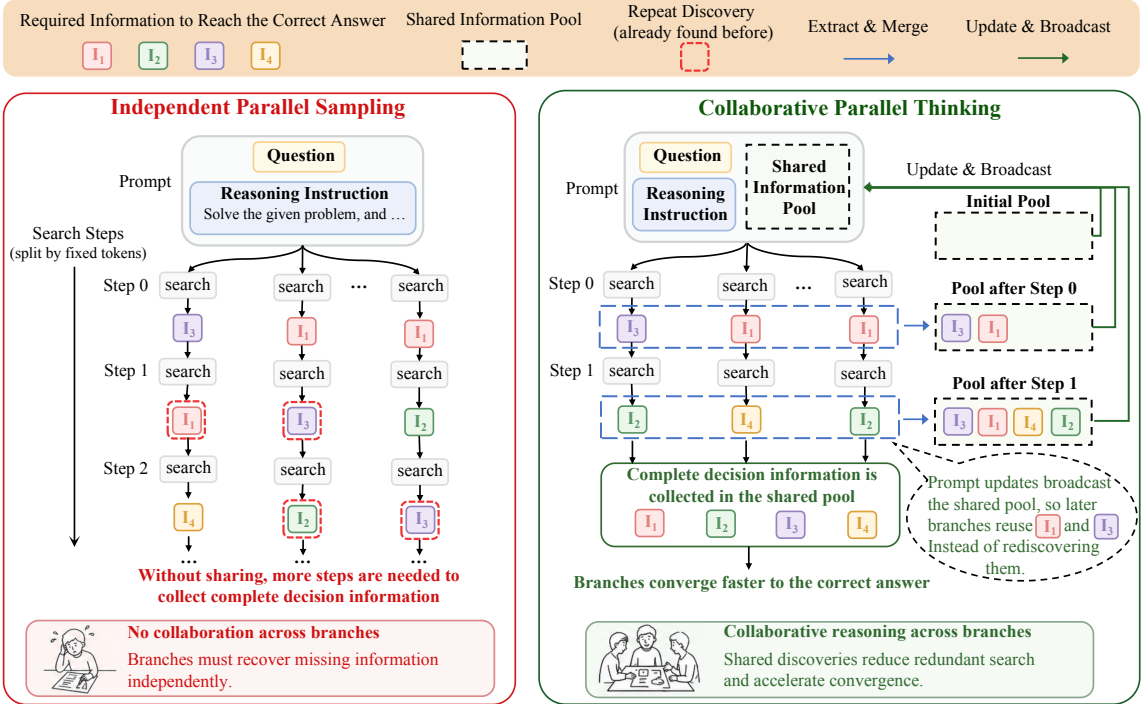 Required Information to Reach the Correct Answer
I₁ I₂ I₃ I₄
Shared Information Pool
Repeat Discovery
(already found before)
Extract & Merge
Update & Broadcast
Independent Parallel Sampling
Question
Prompt
Reasoning Instruction
Solve the given problem, and …
Search Steps
(split by fixed tokens)
Step 0
search search ... search
I₃ I₁ I₁
Step 1
search search search
I₁ I₃ I₂
Step 2
search search search
I₄ I₂ I₃
... ... ...
Without sharing, more steps are needed to
collect complete decision information
No collaboration across branches
Branches must recover missing information
independently.
Collaborative Parallel Thinking
Question
Prompt
Reasoning
Instruction
Shared
Information
Pool
Update & Broadcast
Initial Pool
Step 0
search search ... search
Pool after Step 0
I₃ I₁ I₁
I₃ I₁
Step 1
search search search
Pool after Step 1
I₂ I₄ I₂
I₃ I₁ I₄ I₂
Complete decision information is
collected in the shared pool
I₁ I₂ I₃ I₄
Prompt updates broadcast
the shared pool, so later
branches reuse I₁ and I₃
Instead of rediscovering
them.
Branches converge faster to the correct answer
Collaborative reasoning across branches
Shared discoveries reduce redundant search
and accelerate convergence.